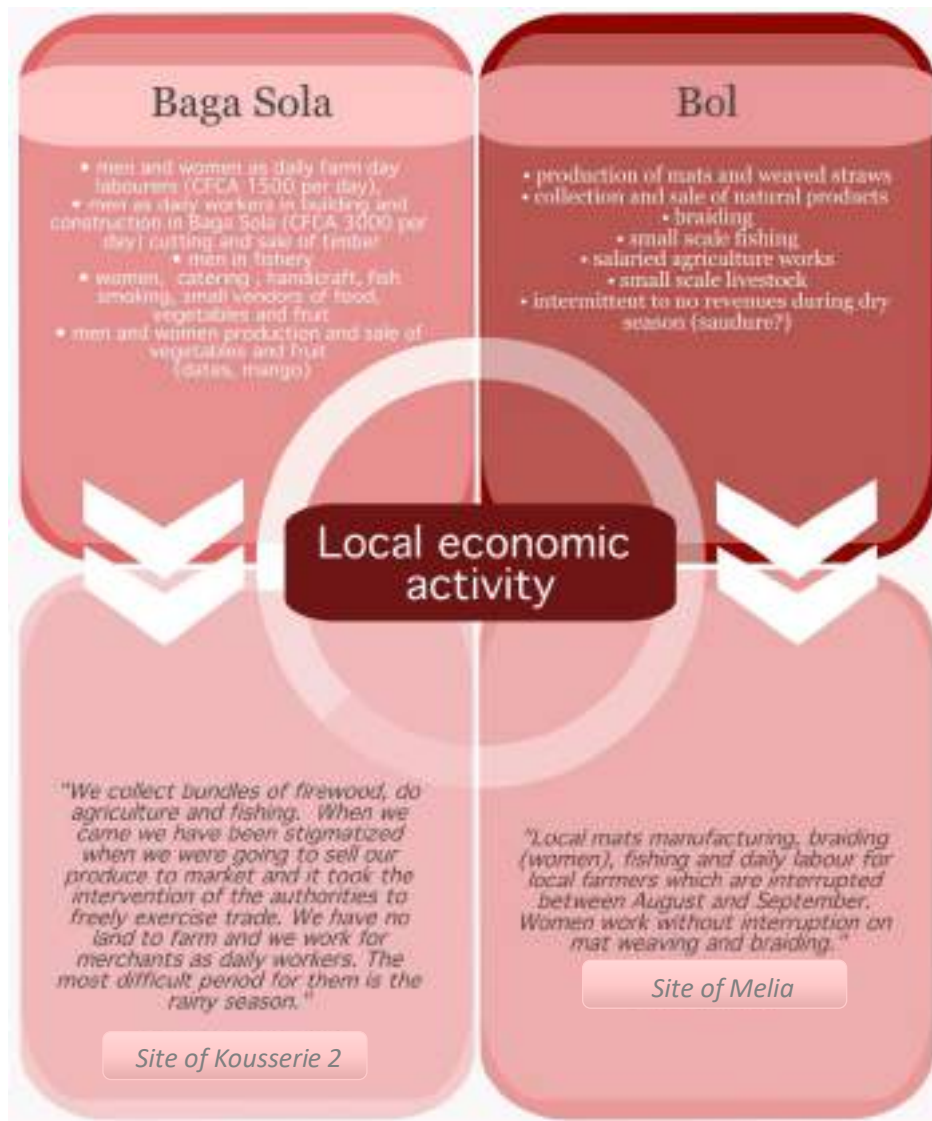 Baga Sola
• men and women as daily farm day
labourers (CFCA 1500 per day),
• men as daily workers in building and
construction in Baga Sola (CFCA 3000 per
day) cutting and sale of timber
• men in fishery
• women, catering , handicraft, fish
smoking, small vendors of food,
vegetables and fruit
• men and women production and sale of
vegetables and fruit
(dates, mango)
Bol
• production of mats and weaved straws
• collection and sale of natural products
• braiding
• small scale fishing
• salaried agriculture works
• small scale livestock
• intermittent to no revenues during dry
season (saudure?)
Local economic
activity
"We collect bundles of firewood, do
agriculture and fishing. When we
came we have been stigmatized
when we were going to sell our
produce to market and it took the
intervention of the authorities to
freely exercise trade. We have no
land to farm and we work for
merchants as daily workers. The
most difficult period for them is the
rainy season."
Site of Kousserie 2
"Local mats manufacturing, braiding
(women), fishing and daily labour for
local farmers which are interrupted
between August and September.
Women work without interruption on
mat weaving and braiding."
Site of Melia